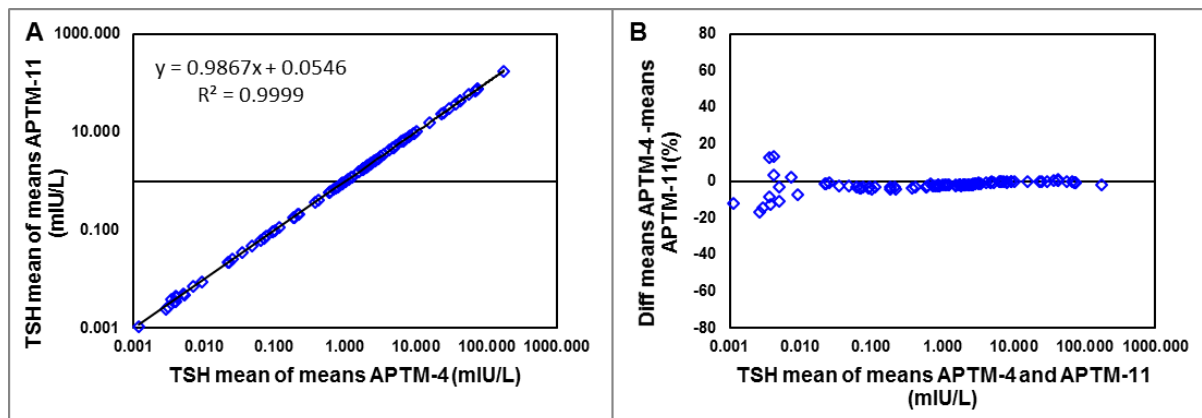 A
TSH mean of means APTM-11
(mIU/L)
1000.000
10.000
0.100
0.001
y = 0.9867x + 0.0546
R² = 0.9999
0.001 0.010 0.100 1.000 10.000 100.000 1000.000
TSH mean of means APTM-4 (mIU/L)
B
Diff means APTM-4 -means
APTM-11(%)
80
60
40
20
0
-20
-40
-60
-80
0.001 0.010 0.100 1.000 10.000 100.000 1000.000
TSH mean of means APTM-4 and APTM-11
(mIU/L)